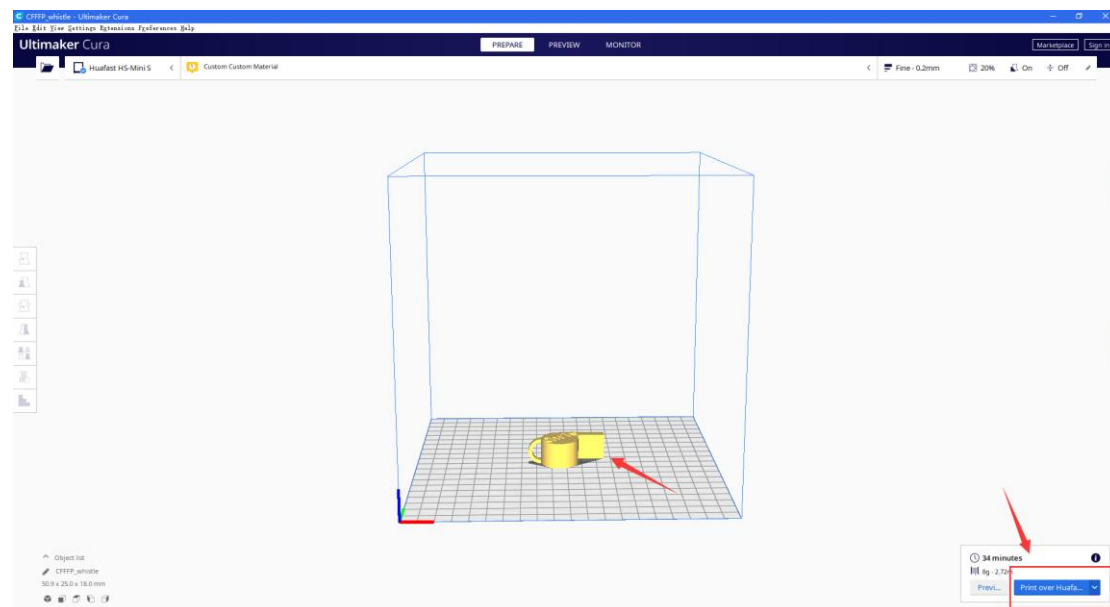 CFFFP_whistle - Ultimaker Cura
File Edit View Settings Extensions Preferences Help
Ultimaker Cura
PREPARE PREVIEW MONITOR
Marketplace Sign in
Huafast HS-Mini S
Custom Custom Material
Fine - 0.2mm
20% On Off
Object list
CFFFP_whistle
50.9 x 25.0 x 18.0 mm
34 minutes
8g · 2.72m
Previ... Print over Huafa...